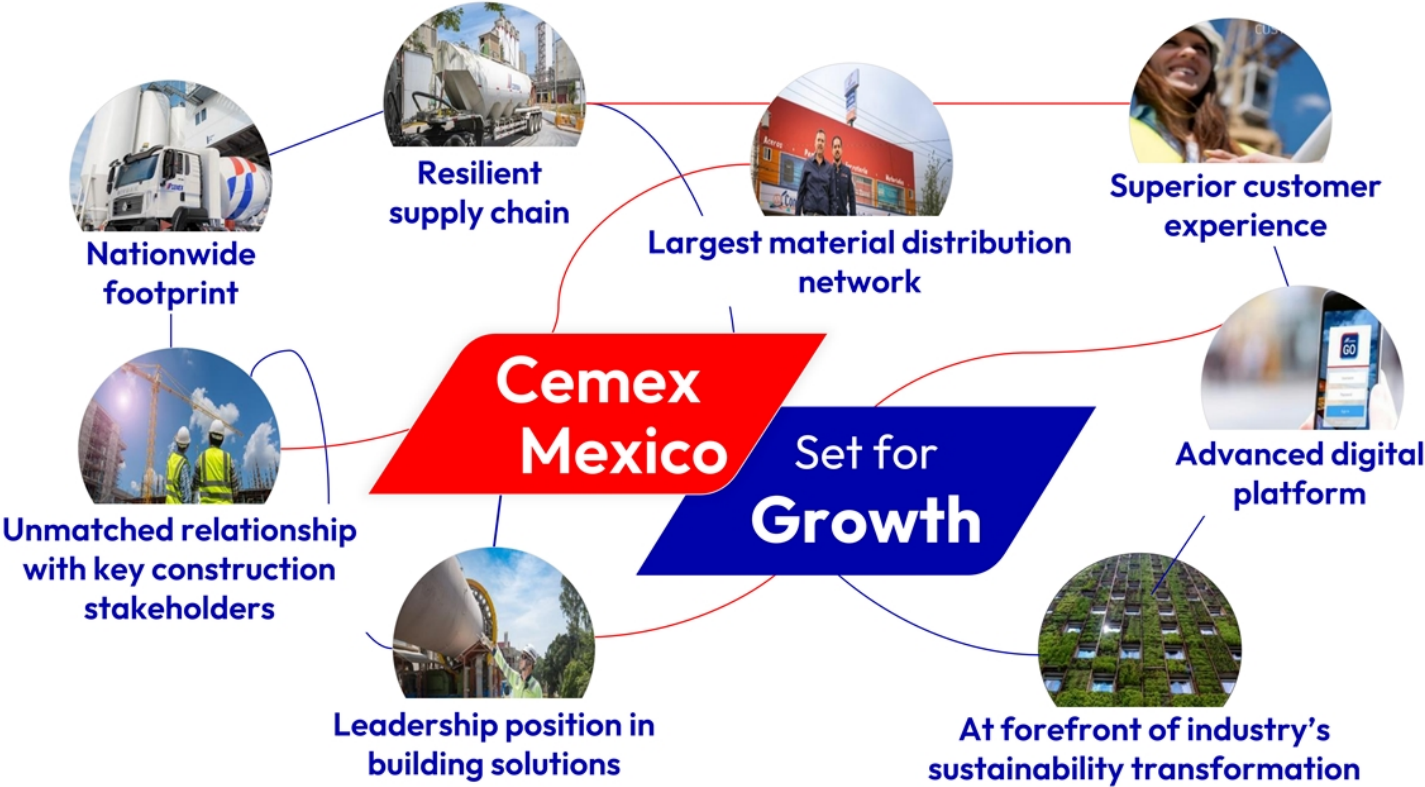 Resilient
supply chain
Superior customer
experience
Nationwide
footprint
Largest material distribution
network
Cemex
Mexico
Set for
Growth
GO
Advanced digital
platform
Unmatched relationship
with key construction
stakeholders
Leadership position in
building solutions
At forefront of industry’s
sustainability transformation